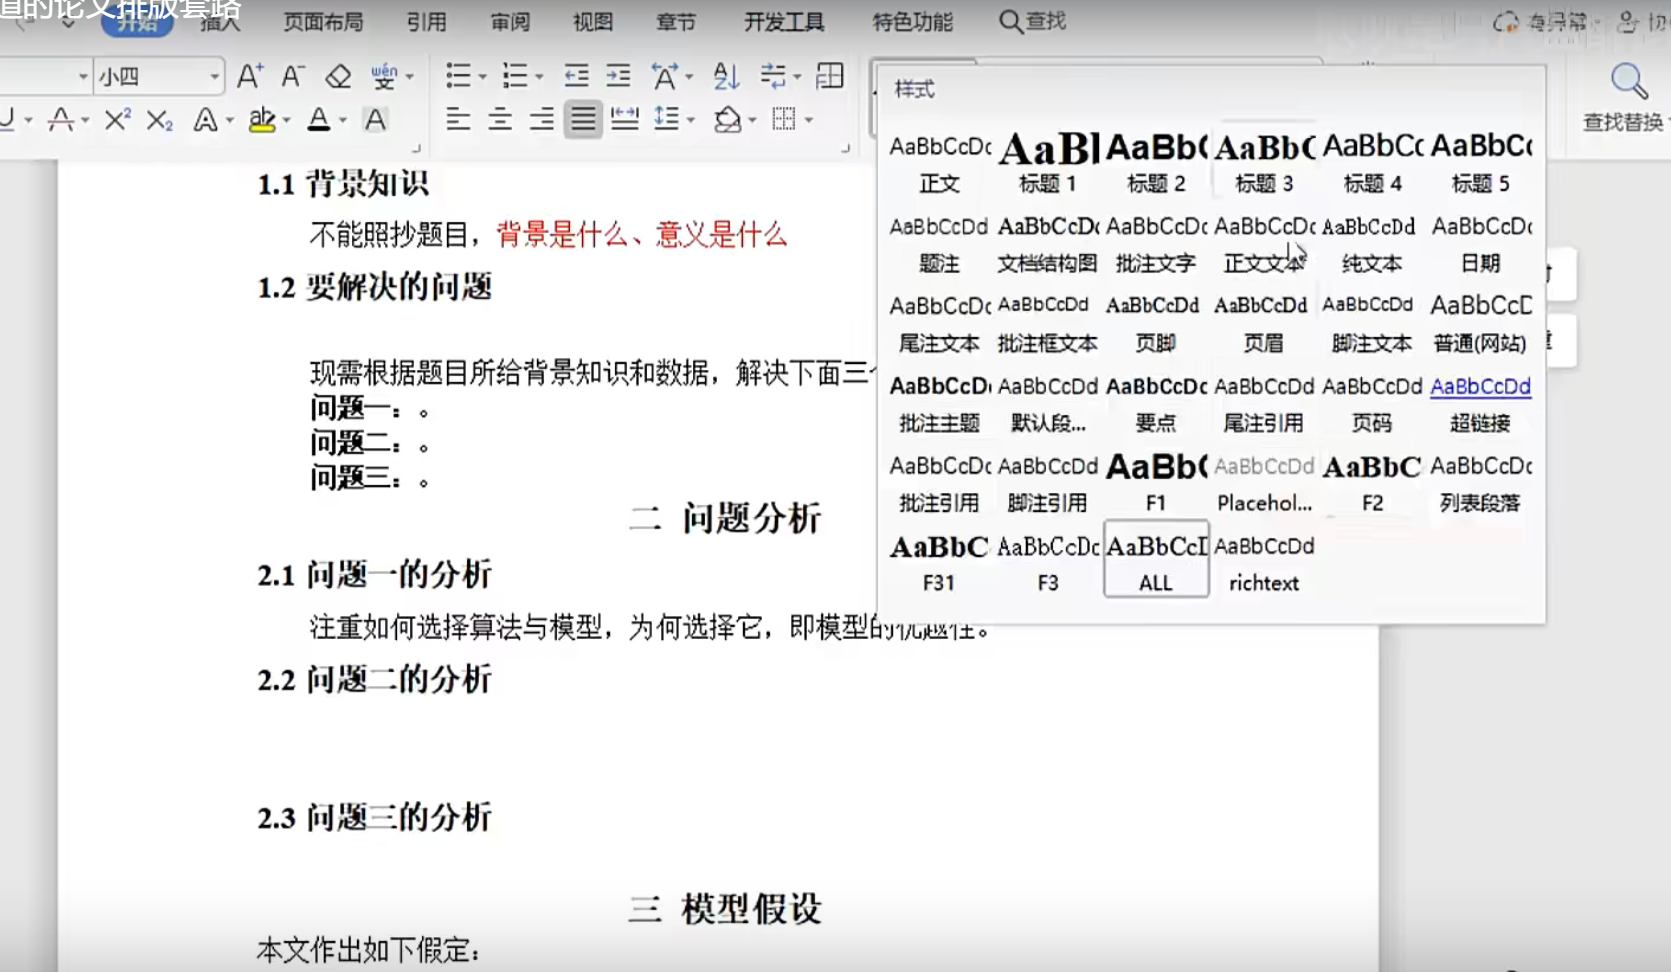 道的论文排版套路
开始 插入 页面布局 引用 审阅 视图 章节 开发工具 特色功能 查找 有异常 协
小四 wén 变
查找替换
样式
AaBbCcDc AaBl AaBb( AaBbC AaBbCc AaBbCc
正文 标题 1 标题 2 标题 3 标题 4 标题 5
AaBbCcDd AaBbCcDc AaBbCcDc AaBbCcDc AaBbCcDd AaBbCcDc
题注 文档结构图 批注文字 正文文本 纯文本 日期
AaBbCcDc AaBbCcDd AaBbCcDd AaBbCcDd AaBbCcDd AaBbCcD
尾注文本 批注框文本 页脚 页眉 脚注文本 普通(网站)
AaBbCcD AaBbCcDd AaBbCcDc AaBbCcDd AaBbCcDd AaBbCcDd
批注主题 默认段... 要点 尾注引用 页码 超链接
AaBbCcDc AaBbCcDd AaBb( AaBbCcDd AaBbC AaBbCcDc
批注引用 脚注引用 F1 Placehol... F2 列表段落
AaBbC AaBbCcDc AaBbCcD AaBbCcDd
F31 F3 ALL richtext
1.1 背景知识
不能照抄题目，背景是什么、意义是什么
1.2 要解决的问题
现需根据题目所给背景知识和数据，解决下面三个
问题一：。
问题二：。
问题三：。
二 问题分析
2.1 问题一的分析
注重如何选择算法与模型，为何选择它，即模型的优越性。
2.2 问题二的分析
2.3 问题三的分析
三 模型假设
本文作出如下假定：